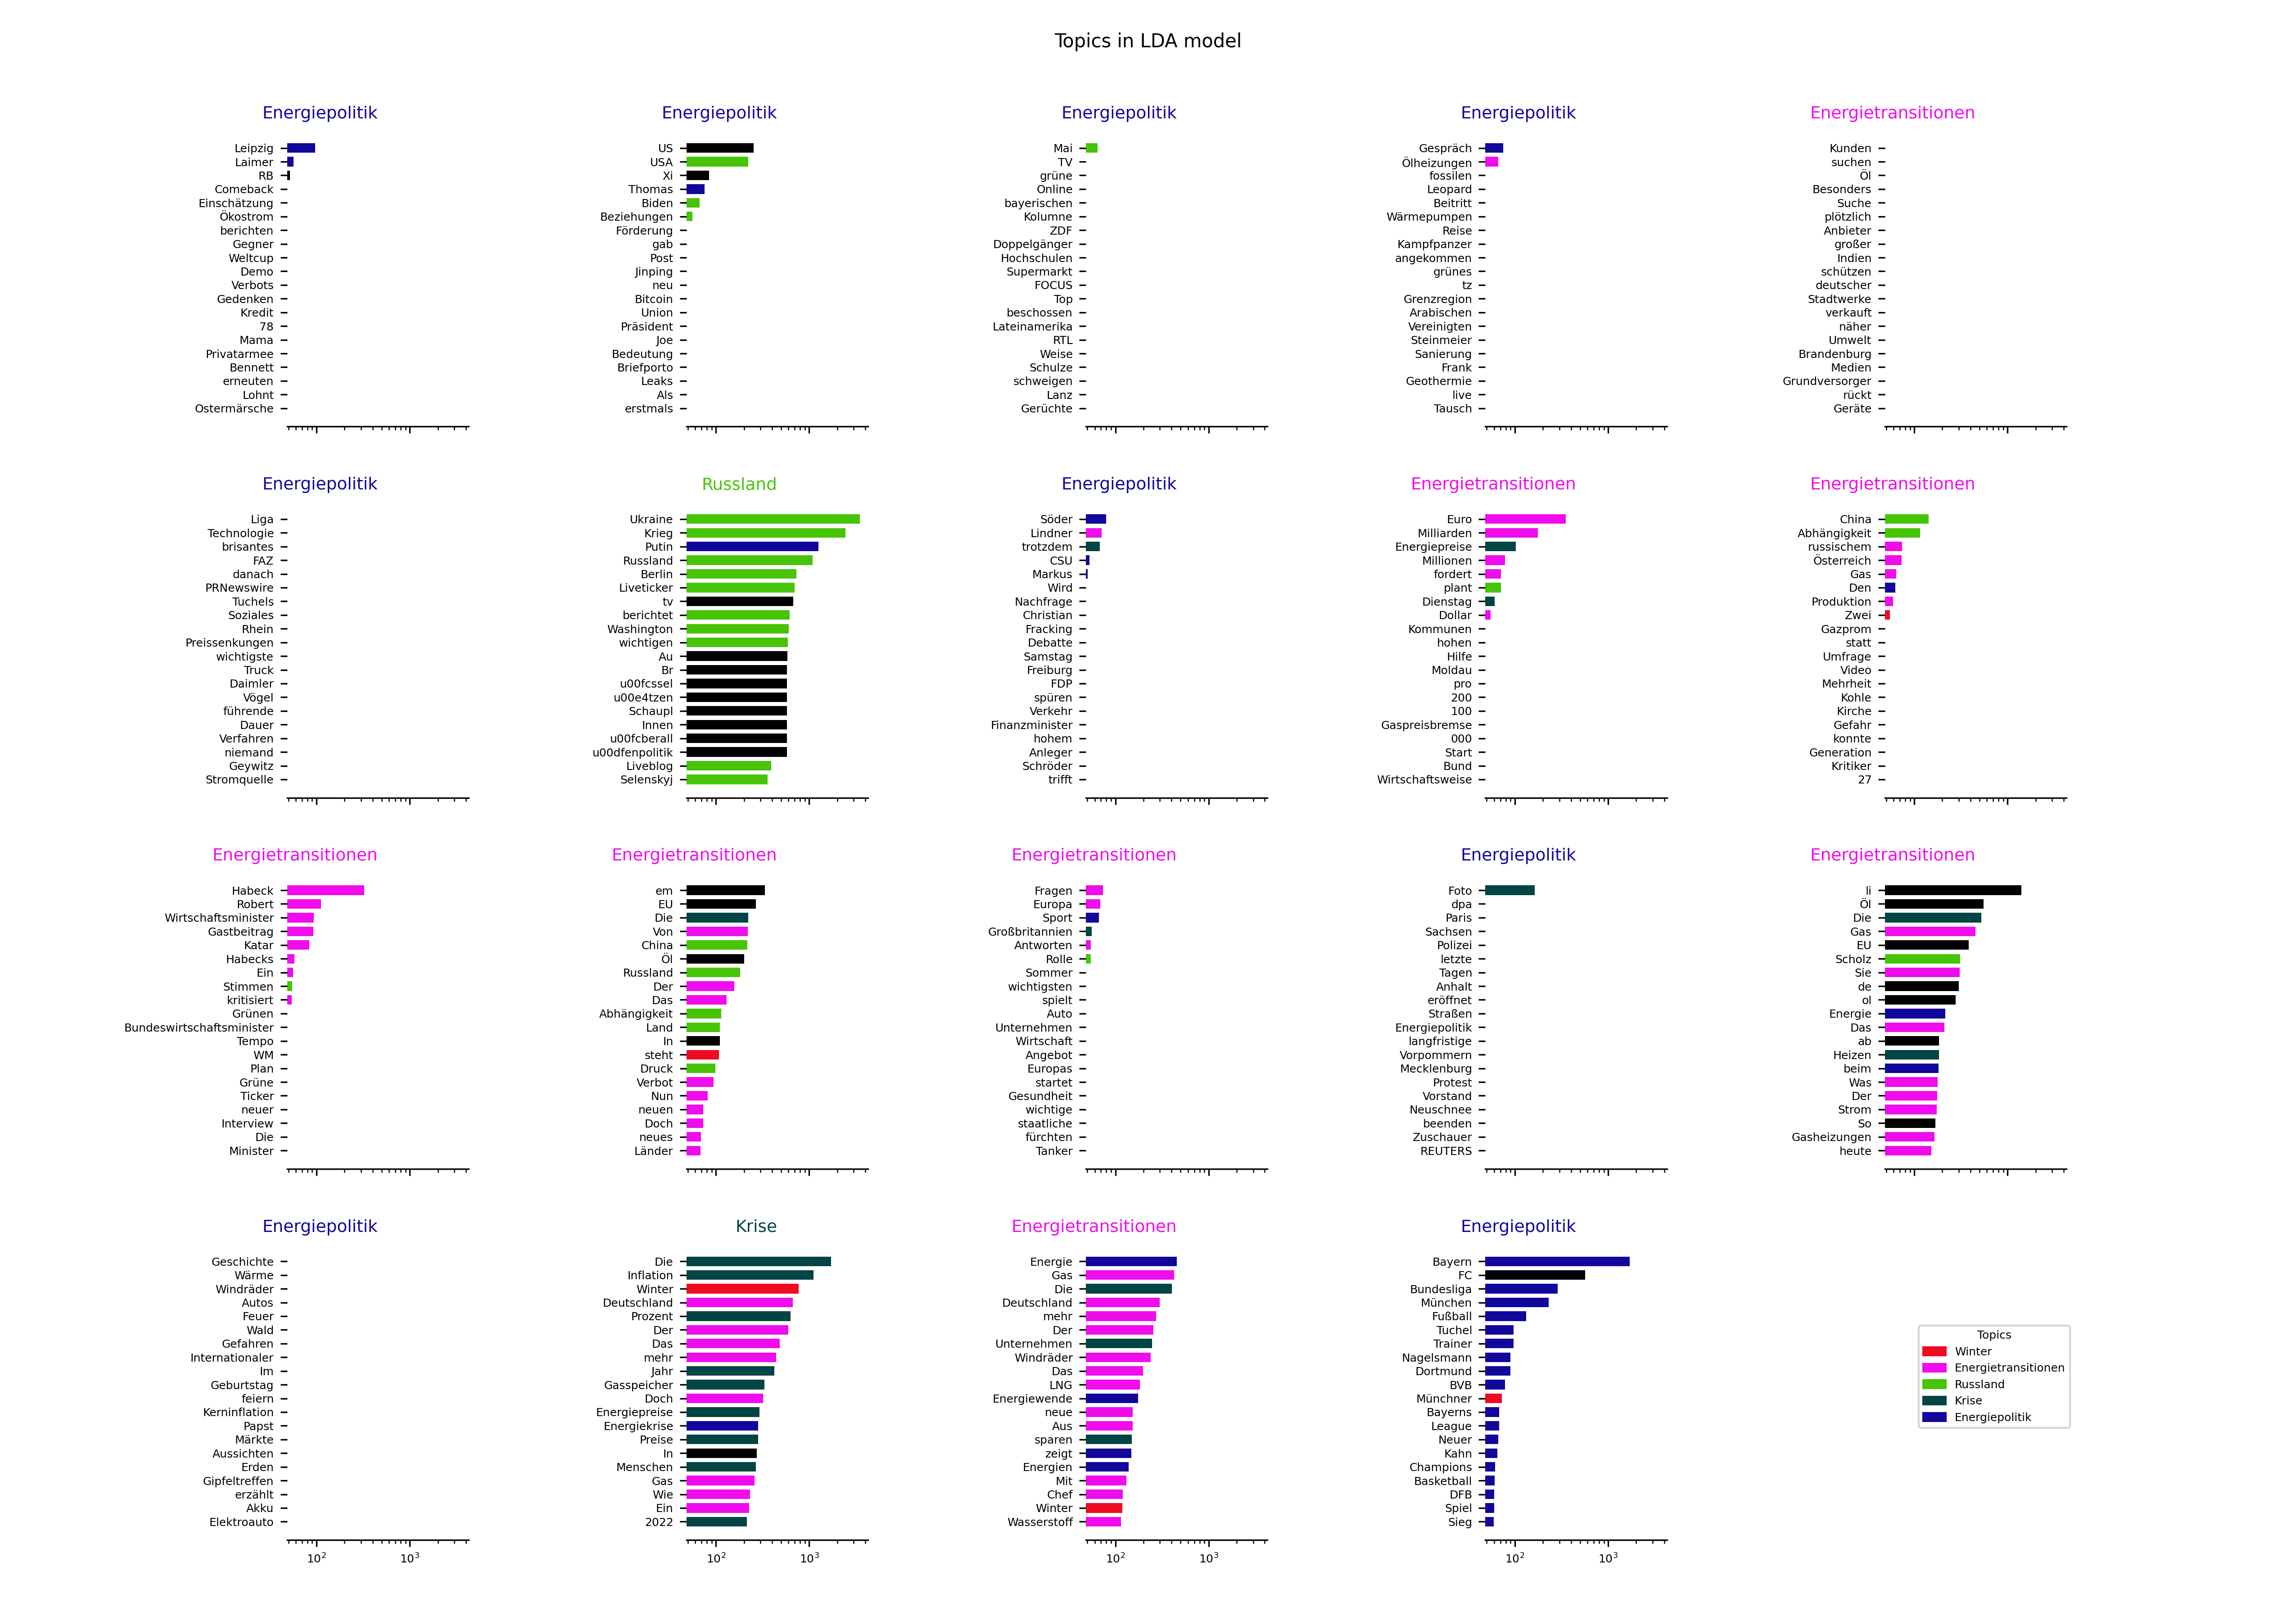 Topics in LDA model
Energiepolitik
Leipzig
Laimer
RB
Comeback
Einschätzung
Ökostrom
berichten
Gegner
Weltcup
Demo
Verbots
Gedenken
Kredit
78
Mama
Privatarmee
Bennett
erneuten
Lohnt
Ostermärsche
Energiepolitik
US
USA
Xi
Thomas
Biden
Beziehungen
Förderung
gab
Post
Jinping
neu
Bitcoin
Union
Präsident
Joe
Bedeutung
Briefporto
Leaks
Als
erstmals
Energiepolitik
Mai
TV
grüne
Online
bayerischen
Kolumne
ZDF
Doppelgänger
Hochschulen
Supermarkt
FOCUS
Top
beschossen
Lateinamerika
RTL
Weise
Schulze
schweigen
Lanz
Gerüchte
Energiepolitik
Gespräch
Ölheizungen
fossilen
Leopard
Beitritt
Wärmepumpen
Reise
Kampfpanzer
angekommen
grünes
tz
Grenzregion
Arabischen
Vereinigten
Steinmeier
Sanierung
Frank
Geothermie
live
Tausch
Energietransitionen
Kunden
suchen
Öl
Besonders
Suche
plötzlich
Anbieter
großer
Indien
schützen
deutscher
Stadtwerke
verkauft
näher
Umwelt
Brandenburg
Medien
Grundversorger
rückt
Geräte
Energiepolitik
Liga
Technologie
brisantes
FAZ
danach
PRNewswire
Tuchels
Soziales
Rhein
Preissenkungen
wichtigste
Truck
Daimler
Vögel
führende
Dauer
Verfahren
niemand
Geywitz
Stromquelle
Russland
Ukraine
Krieg
Putin
Russland
Berlin
Liveticker
tv
berichtet
Washington
wichtigen
Au
Br
u00fcssel
u00e4tzen
Schaupl
Innen
u00fcberall
u00dfenpolitik
Liveblog
Selenskyj
Energiepolitik
Söder
Lindner
trotzdem
CSU
Markus
Wird
Nachfrage
Christian
Fracking
Debatte
Samstag
Freiburg
FDP
spüren
Verkehr
Finanzminister
hohem
Anleger
Schröder
trifft
Energietransitionen
Euro
Milliarden
Energiepreise
Millionen
fordert
plant
Dienstag
Dollar
Kommunen
hohen
Hilfe
Moldau
pro
200
100
Gaspreisbremse
000
Start
Bund
Wirtschaftsweise
Energietransitionen
China
Abhängigkeit
russischem
Österreich
Gas
Den
Produktion
Zwei
Gazprom
statt
Umfrage
Video
Mehrheit
Kohle
Kirche
Gefahr
konnte
Generation
Kritiker
27
Energietransitionen
Habeck
Robert
Wirtschaftsminister
Gastbeitrag
Katar
Habecks
Ein
Stimmen
kritisiert
Grünen
Bundeswirtschaftsminister
Tempo
WM
Plan
Grüne
Ticker
neuer
Interview
Die
Minister
Energietransitionen
em
EU
Die
Von
China
Öl
Russland
Der
Das
Abhängigkeit
Land
In
steht
Druck
Verbot
Nun
neuen
Doch
neues
Länder
Energietransitionen
Fragen
Europa
Sport
Großbritannien
Antworten
Rolle
Sommer
wichtigsten
spielt
Auto
Unternehmen
Wirtschaft
Angebot
Europas
startet
Gesundheit
wichtige
staatliche
fürchten
Tanker
Energiepolitik
Foto
dpa
Paris
Sachsen
Polizei
letzte
Tagen
Anhalt
eröffnet
Straßen
Energiepolitik
langfristige
Vorpommern
Mecklenburg
Protest
Vorstand
Neuschnee
beenden
Zuschauer
REUTERS
Energietransitionen
li
Öl
Die
Gas
EU
Scholz
Sie
de
ol
Energie
Das
ab
Heizen
beim
Was
Der
Strom
So
Gasheizungen
heute
Energiepolitik
Geschichte
Wärme
Windräder
Autos
Feuer
Wald
Gefahren
Internationaler
Im
Geburtstag
feiern
Kerninflation
Papst
Märkte
Aussichten
Erden
Gipfeltreffen
erzählt
Akku
Elektroauto
10²
10³
Krise
Die
Inflation
Winter
Deutschland
Prozent
Der
Das
mehr
Jahr
Gasspeicher
Doch
Energiepreise
Energiekrise
Preise
In
Menschen
Gas
Wie
Ein
2022
10²
10³
Energietransitionen
Energie
Gas
Die
Deutschland
mehr
Der
Unternehmen
Windräder
Das
LNG
Energiewende
neue
Aus
sparen
zeigt
Energien
Mit
Chef
Winter
Wasserstoff
10²
10³
Energiepolitik
Bayern
FC
Bundesliga
München
Fußball
Tuchel
Trainer
Nagelsmann
Dortmund
BVB
Münchner
Bayerns
League
Neuer
Kahn
Champions
Basketball
DFB
Spiel
Sieg
10²
10³
Topics
Winter
Energietransitionen
Russland
Krise
Energiepolitik